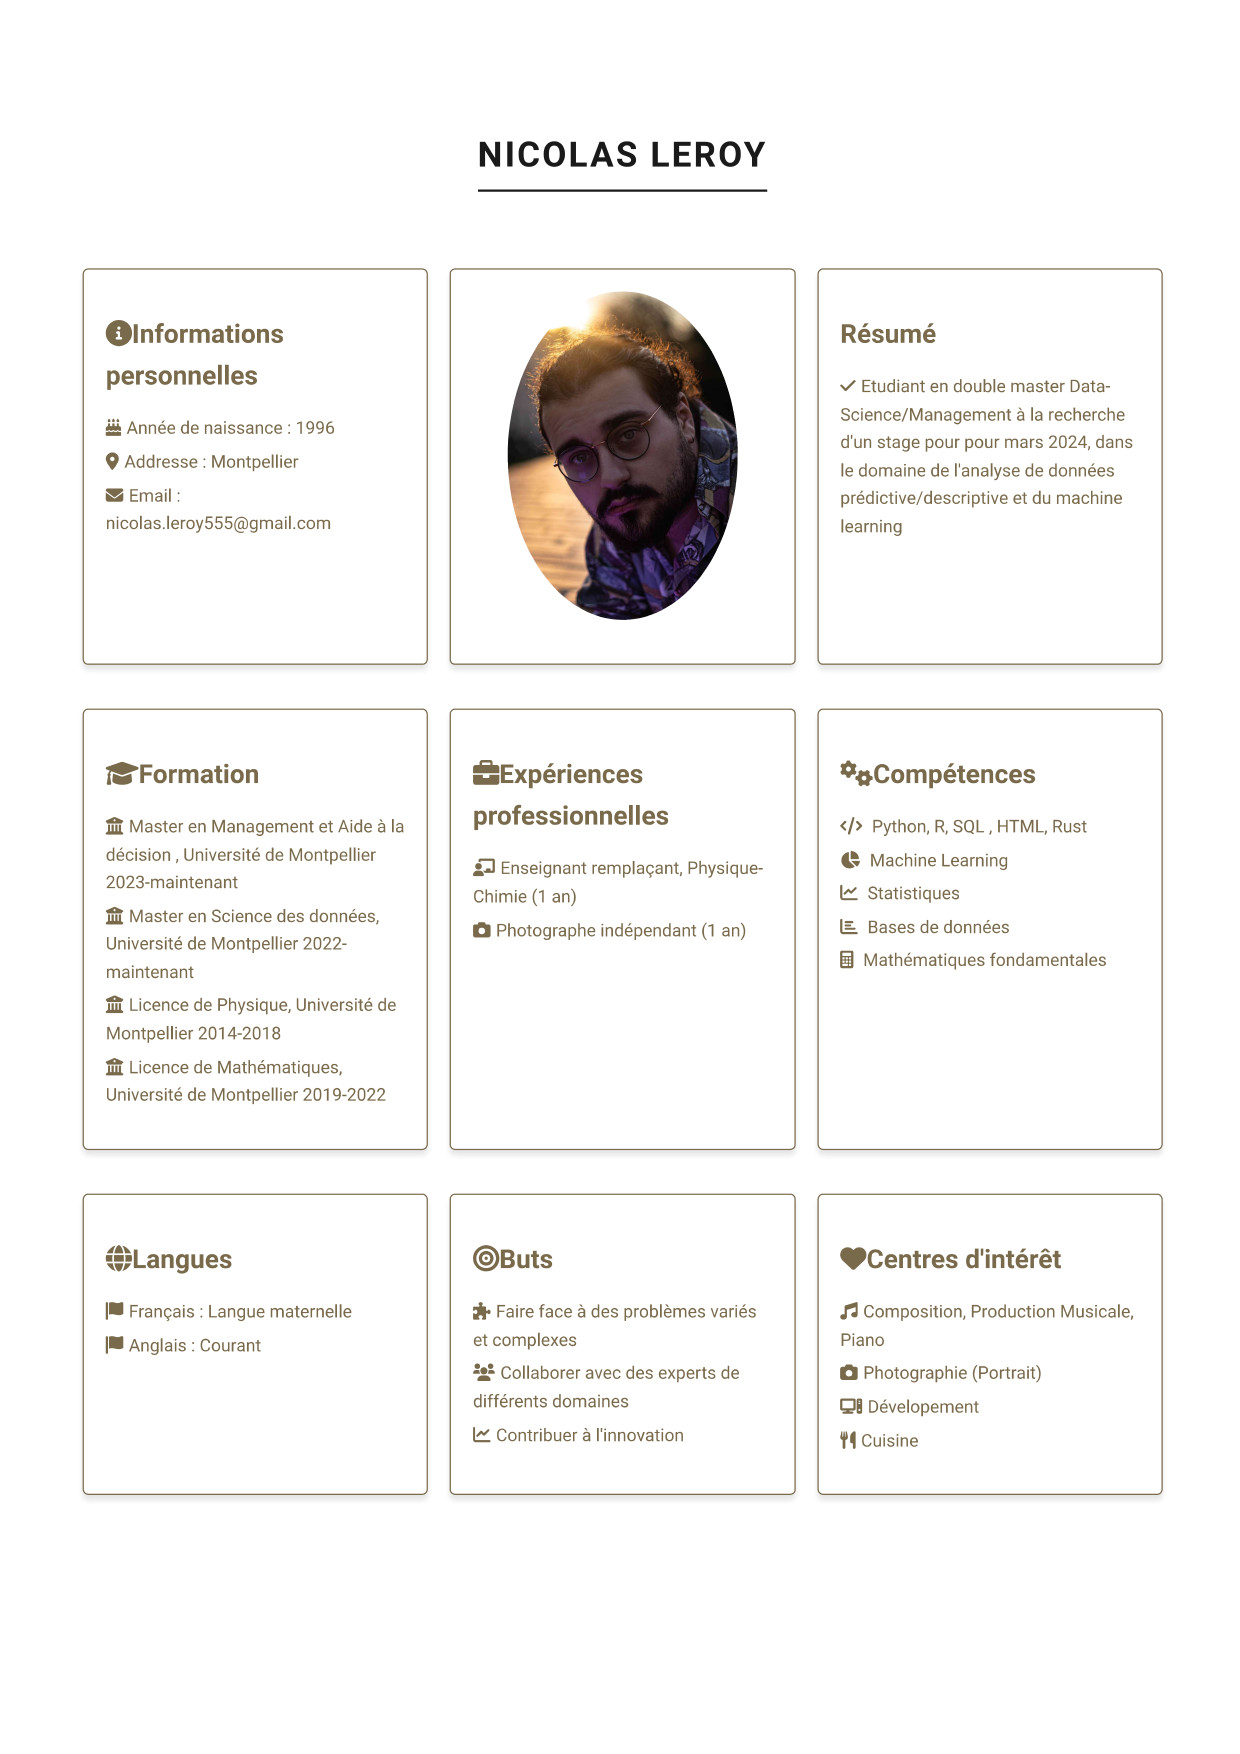 NICOLAS LEROY
Informations
personnelles
Année de naissance : 1996
Addresse : Montpellier
Email :
nicolas.leroy555@gmail.com
Résumé
Etudiant en double master Data-
Science/Management à la recherche
d'un stage pour pour mars 2024, dans
le domaine de l'analyse de données
prédictive/descriptive et du machine
learning
Formation
Master en Management et Aide à la
décision , Université de Montpellier
2023-maintenant
Master en Science des données,
Université de Montpellier 2022-
maintenant
Licence de Physique, Université de
Montpellier 2014-2018
Licence de Mathématiques,
Université de Montpellier 2019-2022
Expériences
professionnelles
Enseignant remplaçant, Physique-
Chimie (1 an)
Photographe indépendant (1 an)
Compétences
Python, R, SQL , HTML, Rust
Machine Learning
Statistiques
Bases de données
Mathématiques fondamentales
Langues
Français : Langue maternelle
Anglais : Courant
Buts
Faire face à des problèmes variés
et complexes
Collaborer avec des experts de
différents domaines
Contribuer à l'innovation
Centres d'intérêt
Composition, Production Musicale,
Piano
Photographie (Portrait)
Dévelopement
Cuisine